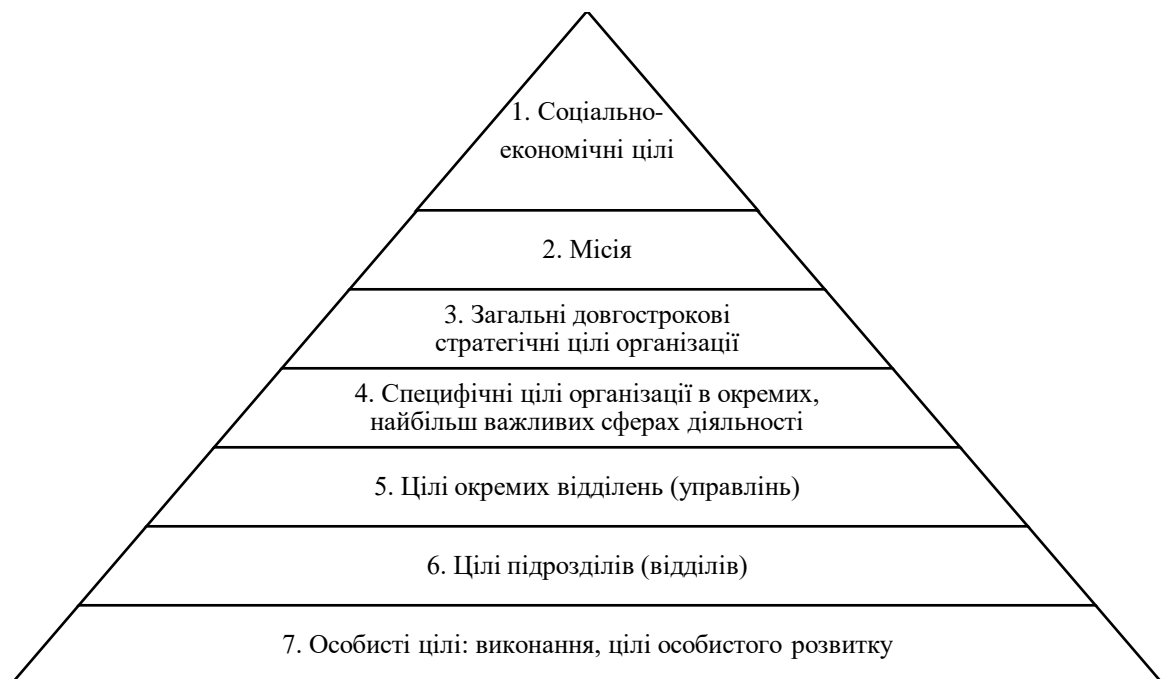 1. Соціально-
економічні цілі
2. Місія
3. Загальні довгострокові
стратегічні цілі організації
4. Специфічні цілі організації в окремих,
найбільш важливих сферах діяльності
5. Цілі окремих відділень (управлінь)
6. Цілі підрозділів (відділів)
7. Особисті цілі: виконання, цілі особистого розвитку